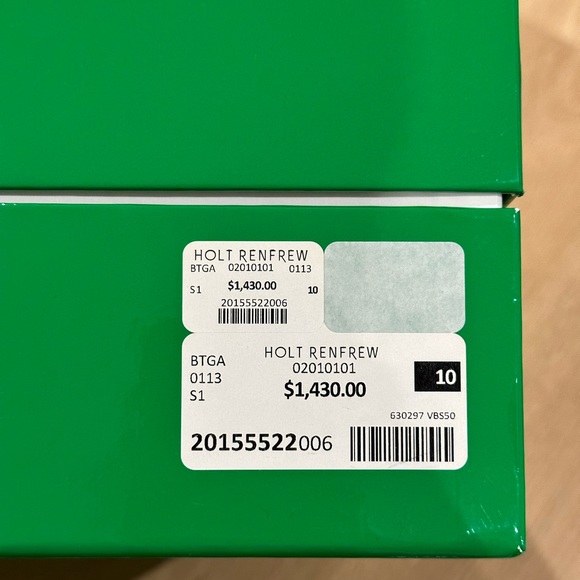 HOLT RENFREW
BTGA 02010101 0113
S1 $1,430.00 10
20155522006
HOLT RENFREW
BTGA 02010101
0113 $1,430.00 10
S1
630297 VBS50
20155522006